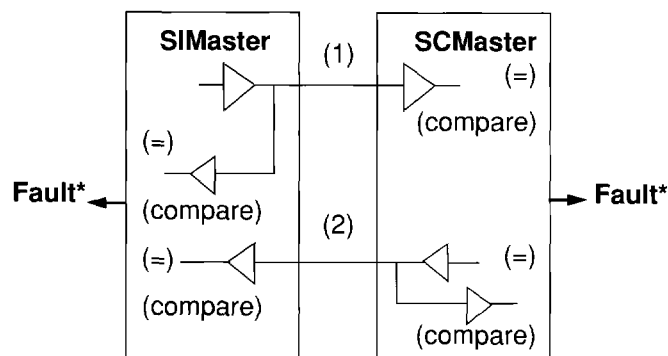 SIMaster
(1)
SCMaster
(=)
(compare)
(=)
Fault*
(compare)
Fault*
(2)
(=)
(compare)
(=)
(compare)